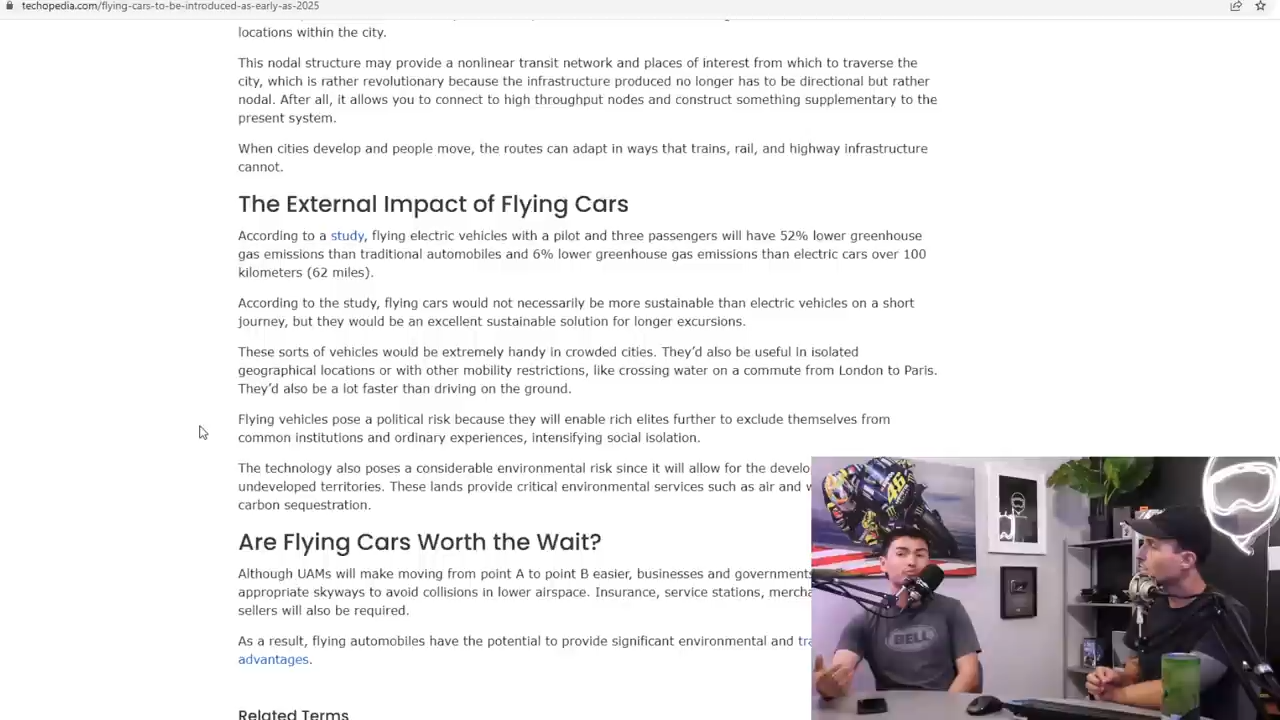 techopedia.com/flying-cars-to-be-introduced-as-early-as-2025
locations within the city.
This nodal structure may provide a nonlinear transit network and places of interest from which to traverse the
city, which is rather revolutionary because the infrastructure produced no longer has to be directional but rather
nodal. After all, it allows you to connect to high throughput nodes and construct something supplementary to the
present system.
When cities develop and people move, the routes can adapt in ways that trains, rail, and highway infrastructure
cannot.
The External Impact of Flying Cars
According to a study, flying electric vehicles with a pilot and three passengers will have 52% lower greenhouse
gas emissions than traditional automobiles and 6% lower greenhouse gas emissions than electric cars over 100
kilometers (62 miles).
According to the study, flying cars would not necessarily be more sustainable than electric vehicles on a short
journey, but they would be an excellent sustainable solution for longer excursions.
These sorts of vehicles would be extremely handy in crowded cities. They'd also be useful in isolated
geographical locations or with other mobility restrictions, like crossing water on a commute from London to Paris.
They'd also be a lot faster than driving on the ground.
Flying vehicles pose a political risk because they will enable rich elites further to exclude themselves from
common institutions and ordinary experiences, intensifying social isolation.
The technology also poses a considerable environmental risk since it will allow for the develo
undeveloped territories. These lands provide critical environmental services such as air and w
carbon sequestration.
46
Are Flying Cars Worth the Wait?
Although UAMs will make moving from point A to point B easier, businesses and governments
appropriate skyways to avoid collisions in lower airspace. Insurance, service stations, mercha
sellers will also be required.
BELL
As a result, flying automobiles have the potential to provide significant environmental and tra
advantages.
Related Terms